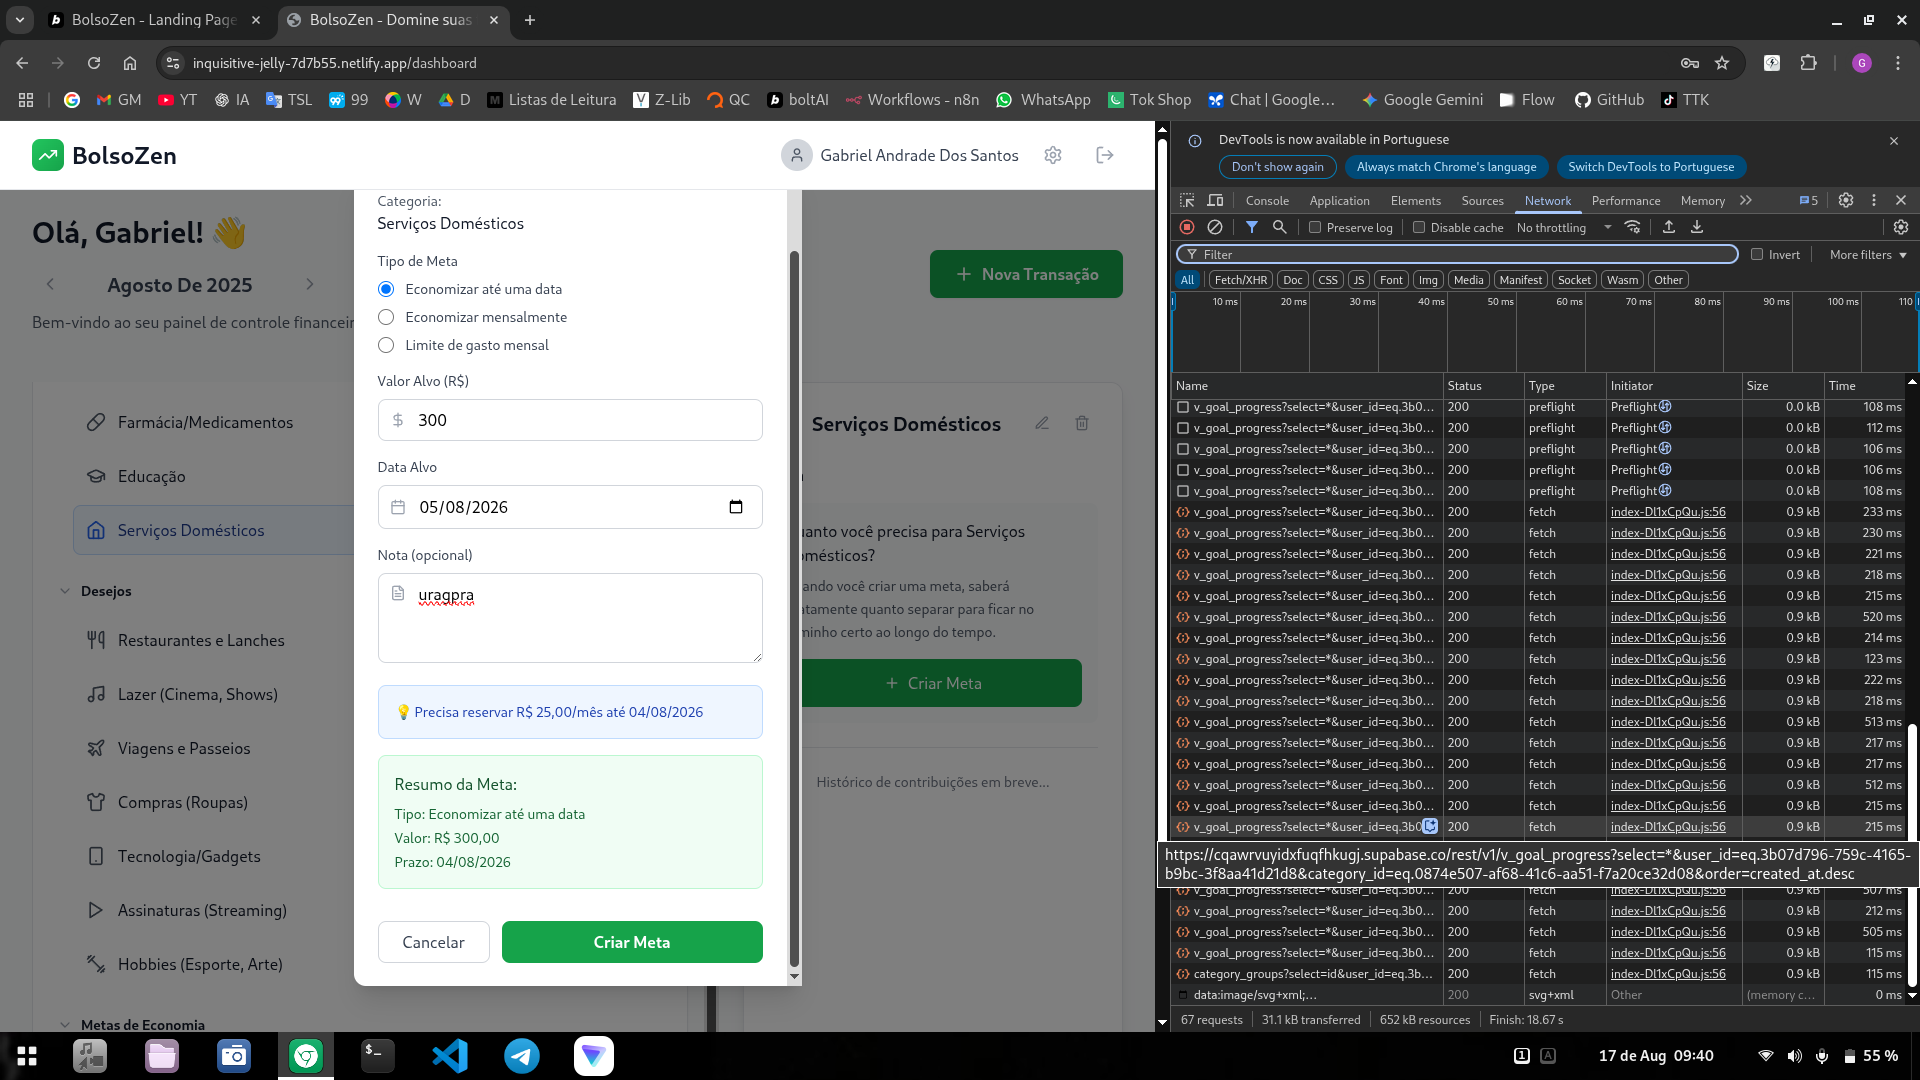 BolsoZen - Landing Page
BolsoZen - Domine suas
inquisitive-jelly-7d7b55.netlify.app/dashboard
G
GM
YT
IA
TSL
99
W
D
Listas de Leitura
Z-Lib
QC
boltAI
Workflows - n8n
WhatsApp
Tok Shop
Chat | Google...
Google Gemini
Flow
GitHub
TTK
BolsoZen
Gabriel Andrade Dos Santos
Olá, Gabriel! 👋
Agosto De 2025
Bem-vindo ao seu painel de controle financeir
Nova Transação
Farmácia/Medicamentos
Educação
Serviços Domésticos
Desejos
Restaurantes e Lanches
Lazer (Cinema, Shows)
Viagens e Passeios
Compras (Roupas)
Tecnologia/Gadgets
Assinaturas (Streaming)
Hobbies (Esporte, Arte)
Metas de Economia
Categoria:
Serviços Domésticos
Tipo de Meta
Economizar até uma data
Economizar mensalmente
Limite de gasto mensal
Valor Alvo (R$)
$ 300
Data Alvo
05/08/2026
Nota (opcional)
uraqpra
💡 Precisa reservar R$ 25,00/mês até 04/08/2026
Resumo da Meta:
Tipo: Economizar até uma data
Valor: R$ 300,00
Prazo: 04/08/2026
Cancelar
Criar Meta
Serviços Domésticos
uanto você precisa para Serviços
omésticos?
ando você criar uma meta, saberá
atamente quanto separar para ficar no
minho certo ao longo do tempo.
+ Criar Meta
Histórico de contribuições em breve...
DevTools is now available in Portuguese
Don't show again
Always match Chrome's language
Switch DevTools to Portuguese
Console
Application
Elements
Sources
Network
Performance
Memory
5
Preserve log
Disable cache
No throttling
Filter
Invert
More filters
All
Fetch/XHR
Doc
CSS
JS
Font
Img
Media
Manifest
Socket
Wasm
Other
10 ms 20 ms 30 ms 40 ms 50 ms 60 ms 70 ms 80 ms 90 ms 100 ms 110
Name Status Type Initiator Size Time
v_goal_progress?select=*&user_id=eq.3b0... 200 preflight Preflight 0.0 kB 108 ms
v_goal_progress?select=*&user_id=eq.3b0... 200 preflight Preflight 0.0 kB 112 ms
v_goal_progress?select=*&user_id=eq.3b0... 200 preflight Preflight 0.0 kB 106 ms
v_goal_progress?select=*&user_id=eq.3b0... 200 preflight Preflight 0.0 kB 106 ms
v_goal_progress?select=*&user_id=eq.3b0... 200 preflight Preflight 0.0 kB 108 ms
v_goal_progress?select=*&user_id=eq.3b0... 200 fetch index-Dl1xCpQu.js:56 0.9 kB 233 ms
v_goal_progress?select=*&user_id=eq.3b0... 200 fetch index-Dl1xCpQu.js:56 0.9 kB 230 ms
v_goal_progress?select=*&user_id=eq.3b0... 200 fetch index-Dl1xCpQu.js:56 0.9 kB 221 ms
v_goal_progress?select=*&user_id=eq.3b0... 200 fetch index-Dl1xCpQu.js:56 0.9 kB 218 ms
v_goal_progress?select=*&user_id=eq.3b0... 200 fetch index-Dl1xCpQu.js:56 0.9 kB 215 ms
v_goal_progress?select=*&user_id=eq.3b0... 200 fetch index-Dl1xCpQu.js:56 0.9 kB 520 ms
v_goal_progress?select=*&user_id=eq.3b0... 200 fetch index-Dl1xCpQu.js:56 0.9 kB 214 ms
v_goal_progress?select=*&user_id=eq.3b0... 200 fetch index-Dl1xCpQu.js:56 0.9 kB 123 ms
v_goal_progress?select=*&user_id=eq.3b0... 200 fetch index-Dl1xCpQu.js:56 0.9 kB 222 ms
v_goal_progress?select=*&user_id=eq.3b0... 200 fetch index-Dl1xCpQu.js:56 0.9 kB 218 ms
v_goal_progress?select=*&user_id=eq.3b0... 200 fetch index-Dl1xCpQu.js:56 0.9 kB 513 ms
v_goal_progress?select=*&user_id=eq.3b0... 200 fetch index-Dl1xCpQu.js:56 0.9 kB 217 ms
v_goal_progress?select=*&user_id=eq.3b0... 200 fetch index-Dl1xCpQu.js:56 0.9 kB 217 ms
v_goal_progress?select=*&user_id=eq.3b0... 200 fetch index-Dl1xCpQu.js:56 0.9 kB 512 ms
v_goal_progress?select=*&user_id=eq.3b0... 200 fetch index-Dl1xCpQu.js:56 0.9 kB 215 ms
v_goal_progress?select=*&user_id=eq.3b0 200 fetch index-Dl1xCpQu.js:56 0.9 kB 215 ms
https://cqawrvuyidxfuqfhkugj.supabase.co/rest/v1/v_goal_progress?select=*&user_id=eq.3b07d796-759c-4165-
b9bc-3f8aa41d21d8&category_id=eq.0874e507-af68-41c6-aa51-f7a20ce32d08&order=created_at.desc
v_goal_progress?select=*&user_id=eq.3b0... 200 fetch index-Dl1xCpQu.js:56 0.9 kB 507 ms
v_goal_progress?select=*&user_id=eq.3b0... 200 fetch index-Dl1xCpQu.js:56 0.9 kB 212 ms
v_goal_progress?select=*&user_id=eq.3b0... 200 fetch index-Dl1xCpQu.js:56 0.9 kB 505 ms
v_goal_progress?select=*&user_id=eq.3b0... 200 fetch index-Dl1xCpQu.js:56 0.9 kB 115 ms
category_groups?select=id&user_id=eq.3b... 200 fetch index-Dl1xCpQu.js:56 0.9 kB 115 ms
data:image/svg+xml;... 200 svg+xml Other (memory c... 0 ms
67 requests
31.1 kB transferred
652 kB resources
Finish: 18.67 s
1
A
17 de Aug 09:40
55 %